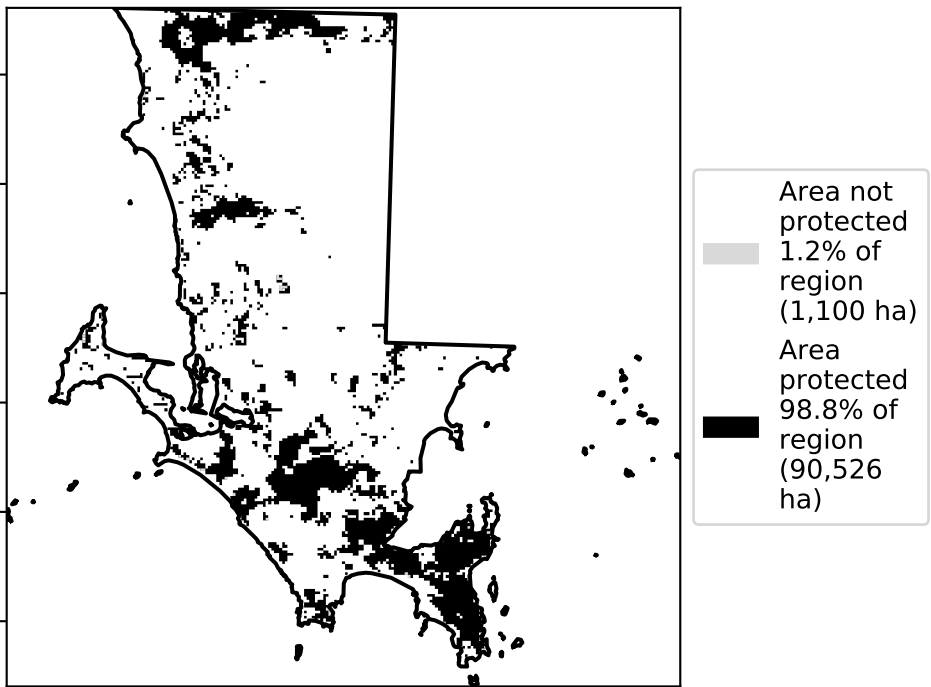 Area not
protected
1.2% of
region
(1,100 ha)
Area
protected
98.8% of
region
(90,526
ha)